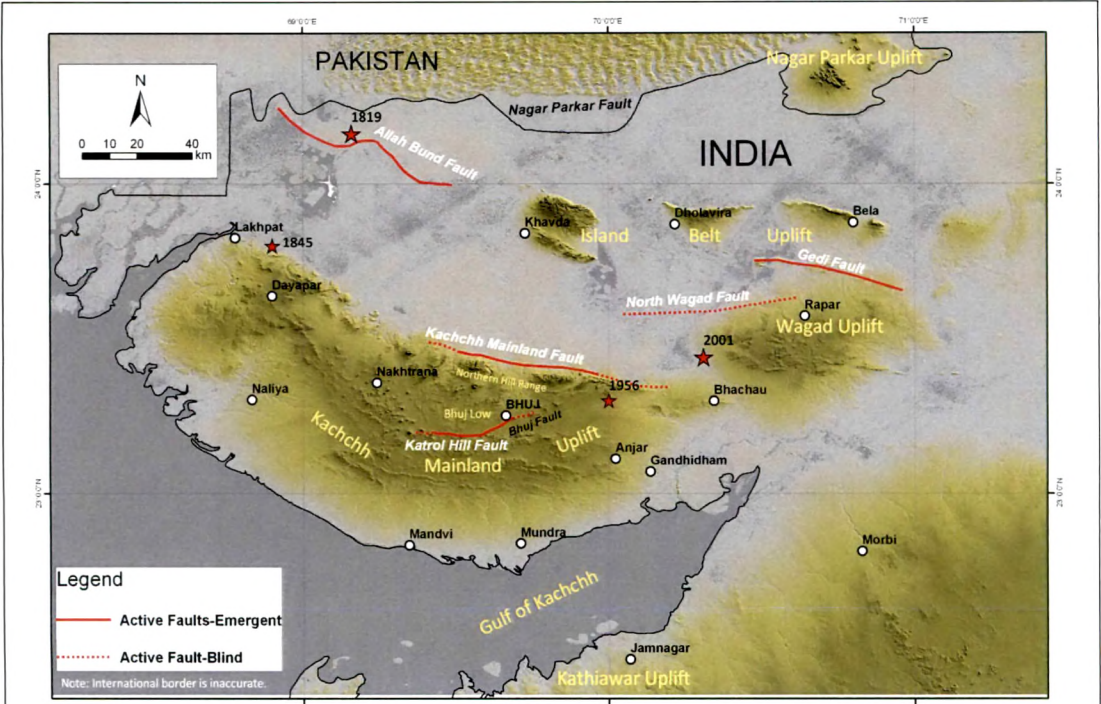 69°0'0"E
70°0'0"E
71°0'0"E
PAKISTAN
Nagar Parkar Uplift
N
0 10 20 40
km
Nagar Parkar Fault
1819
Allah Bund Fault
INDIA
24°0'0"N
24°0'0"N
Khavda
Dholavira
Bela
Island
Belt
Uplift
Lakhpat
1845
Gedi Fault
Dayapar
North Wagad Fault
Rapar
Wagad Uplift
Kachchh Mainland Fault
2001
Northern Hill Range
Nakhtrana
1956
Bhachau
Naliya
Bhuj Low
BHUJ
Bhuj Fault
Kachchh
Katrol Hill Fault
Uplift
Mainland
Anjar
Gandhidham
23°0'0"N
23°0'0"N
Mandvi
Mundra
Morbi
Gulf of Kachchh
Legend
Active Faults-Emergent
Active Fault-Blind
Note: International border is inaccurate.
Jamnagar
Kathiawar Uplift